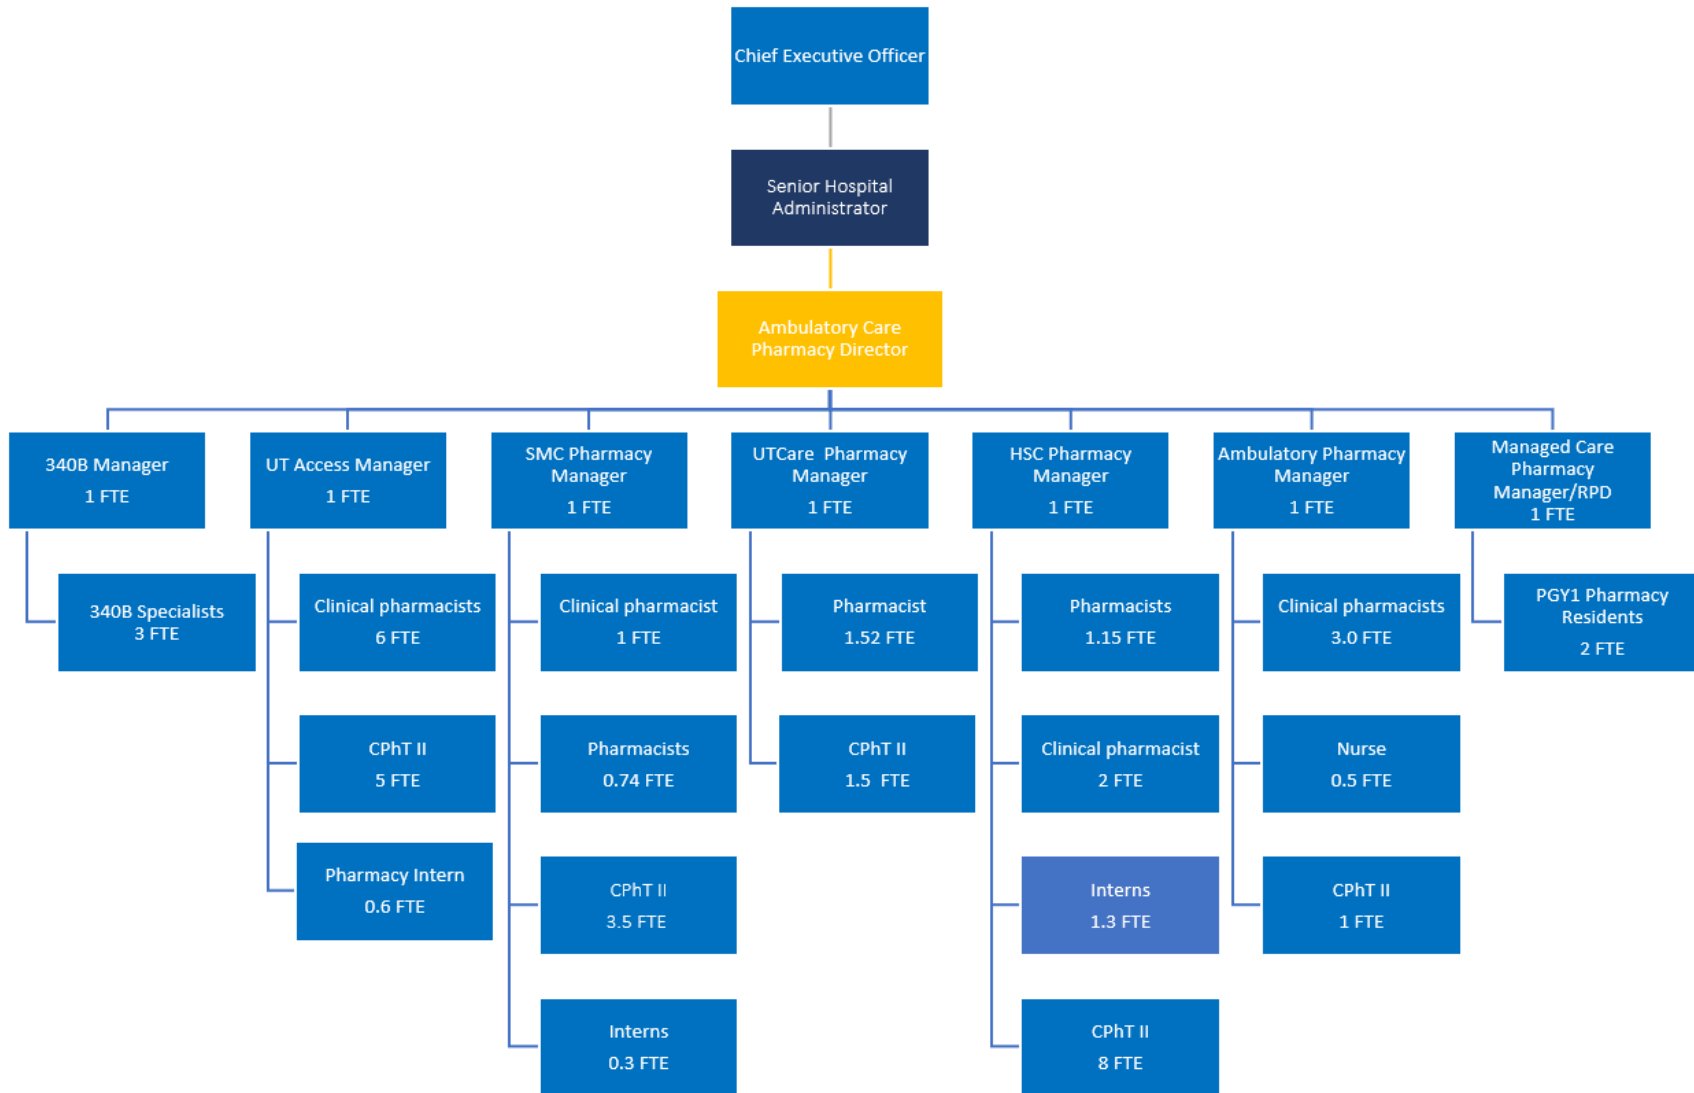 Chief Executive Officer
Senior Hospital
Administrator
Ambulatory Care
Pharmacy Director
340B Manager
1 FTE
UT Access Manager
1 FTE
SMC Pharmacy
Manager
1 FTE
UTCare Pharmacy
Manager
1 FTE
HSC Pharmacy
Manager
1 FTE
Ambulatory Pharmacy
Manager
1 FTE
Managed Care
Pharmacy
Manager/RPD
1 FTE
340B Specialists
3 FTE
Clinical pharmacists
6 FTE
Clinical pharmacist
1 FTE
Pharmacist
1.52 FTE
Pharmacists
1.15 FTE
Clinical pharmacists
3.0 FTE
PGY1 Pharmacy
Residents
2 FTE
CPhT II
5 FTE
Pharmacists
0.74 FTE
CPhT II
1.5 FTE
Clinical pharmacist
2 FTE
Nurse
0.5 FTE
Pharmacy Intern
0.6 FTE
CPhT II
3.5 FTE
Interns
1.3 FTE
CPhT II
1 FTE
Interns
0.3 FTE
CPhT II
8 FTE